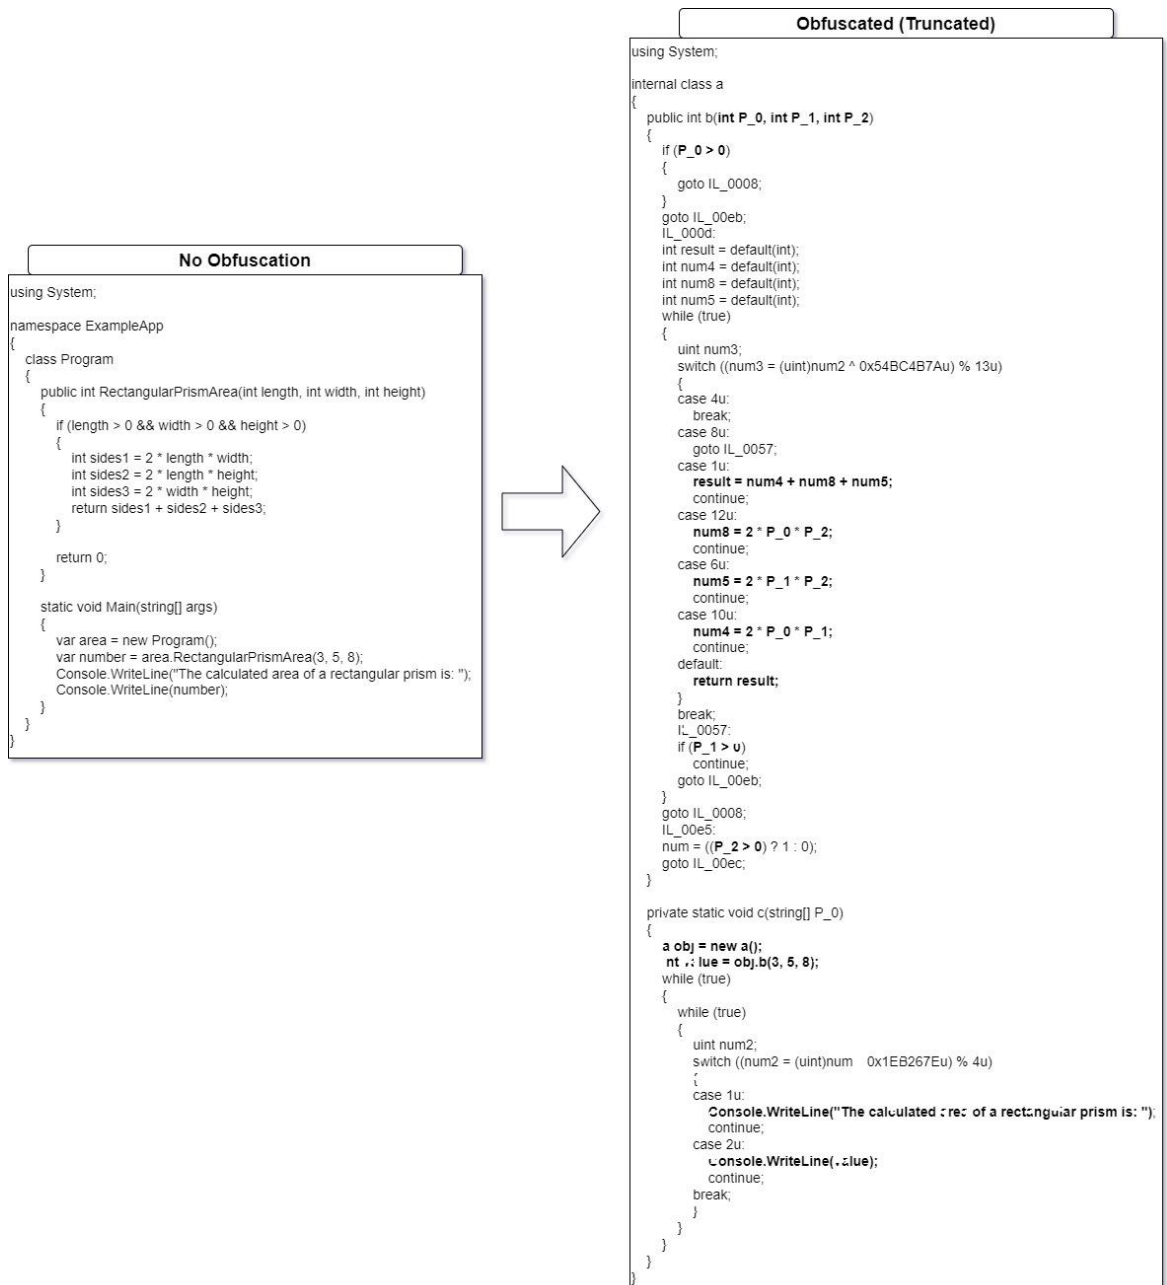 No Obfuscation
using System;
namespace ExampleApp
{
class Program
{
public int RectangularPrismArea(int length, int width, int height)
{
if (length > 0 && width > 0 && height > 0)
{
int sides1 = 2 * length * width;
int sides2 = 2 * length * height;
int sides3 = 2 * width * height;
return sides1 + sides2 + sides3;
}
return 0;
}
static void Main(string[] args)
{
var area = new Program();
var number = area.RectangularPrismArea(3, 5, 8);
Console.WriteLine("The calculated area of a rectangular prism is: ");
Console.WriteLine(number);
}
}
}
Obfuscated (Truncated)
using System;
internal class a
{
public int b(int P_0, int P_1, int P_2)
{
if (P_0 > 0)
{
goto IL_0008;
}
goto IL_00eb;
IL_000d:
int result = default(int);
int num4 = default(int);
int num8 = default(int);
int num5 = default(int);
while (true)
{
uint num3;
switch ((num3 = (uint)num2 ^ 0x54BC4B7Au) % 13u)
{
case 4u:
break;
case 8u:
goto IL_0057;
case 1u:
result = num4 + num8 + num5;
continue;
case 12u:
num8 = 2 * P_0 * P_2;
continue;
case 6u:
num5 = 2 * P_1 * P_2;
continue;
case 10u:
num4 = 2 * P_0 * P_1;
continue;
default:
return result;
}
break;
IL_0057:
if (P_1 > 0)
continue;
goto IL_00eb;
}
goto IL_0008;
IL_00e5:
num = ((P_2 > 0) ? 1 : 0);
goto IL_00ec;
}
private static void c(string[] P_0)
{
a obj = new a();
= obj.b(3, 5, 8);
while (true)
{
while (true)
{
uint num2;
switch ((num2 = (uint)num 0x1EB267Eu) % 4u)
{
case 1u:
Console.WriteLine("The calculated area of a rectangular prism is: ");
continue;
case 2u:
Console.WriteLine(value);
continue;
break;
}
}
}
}
}